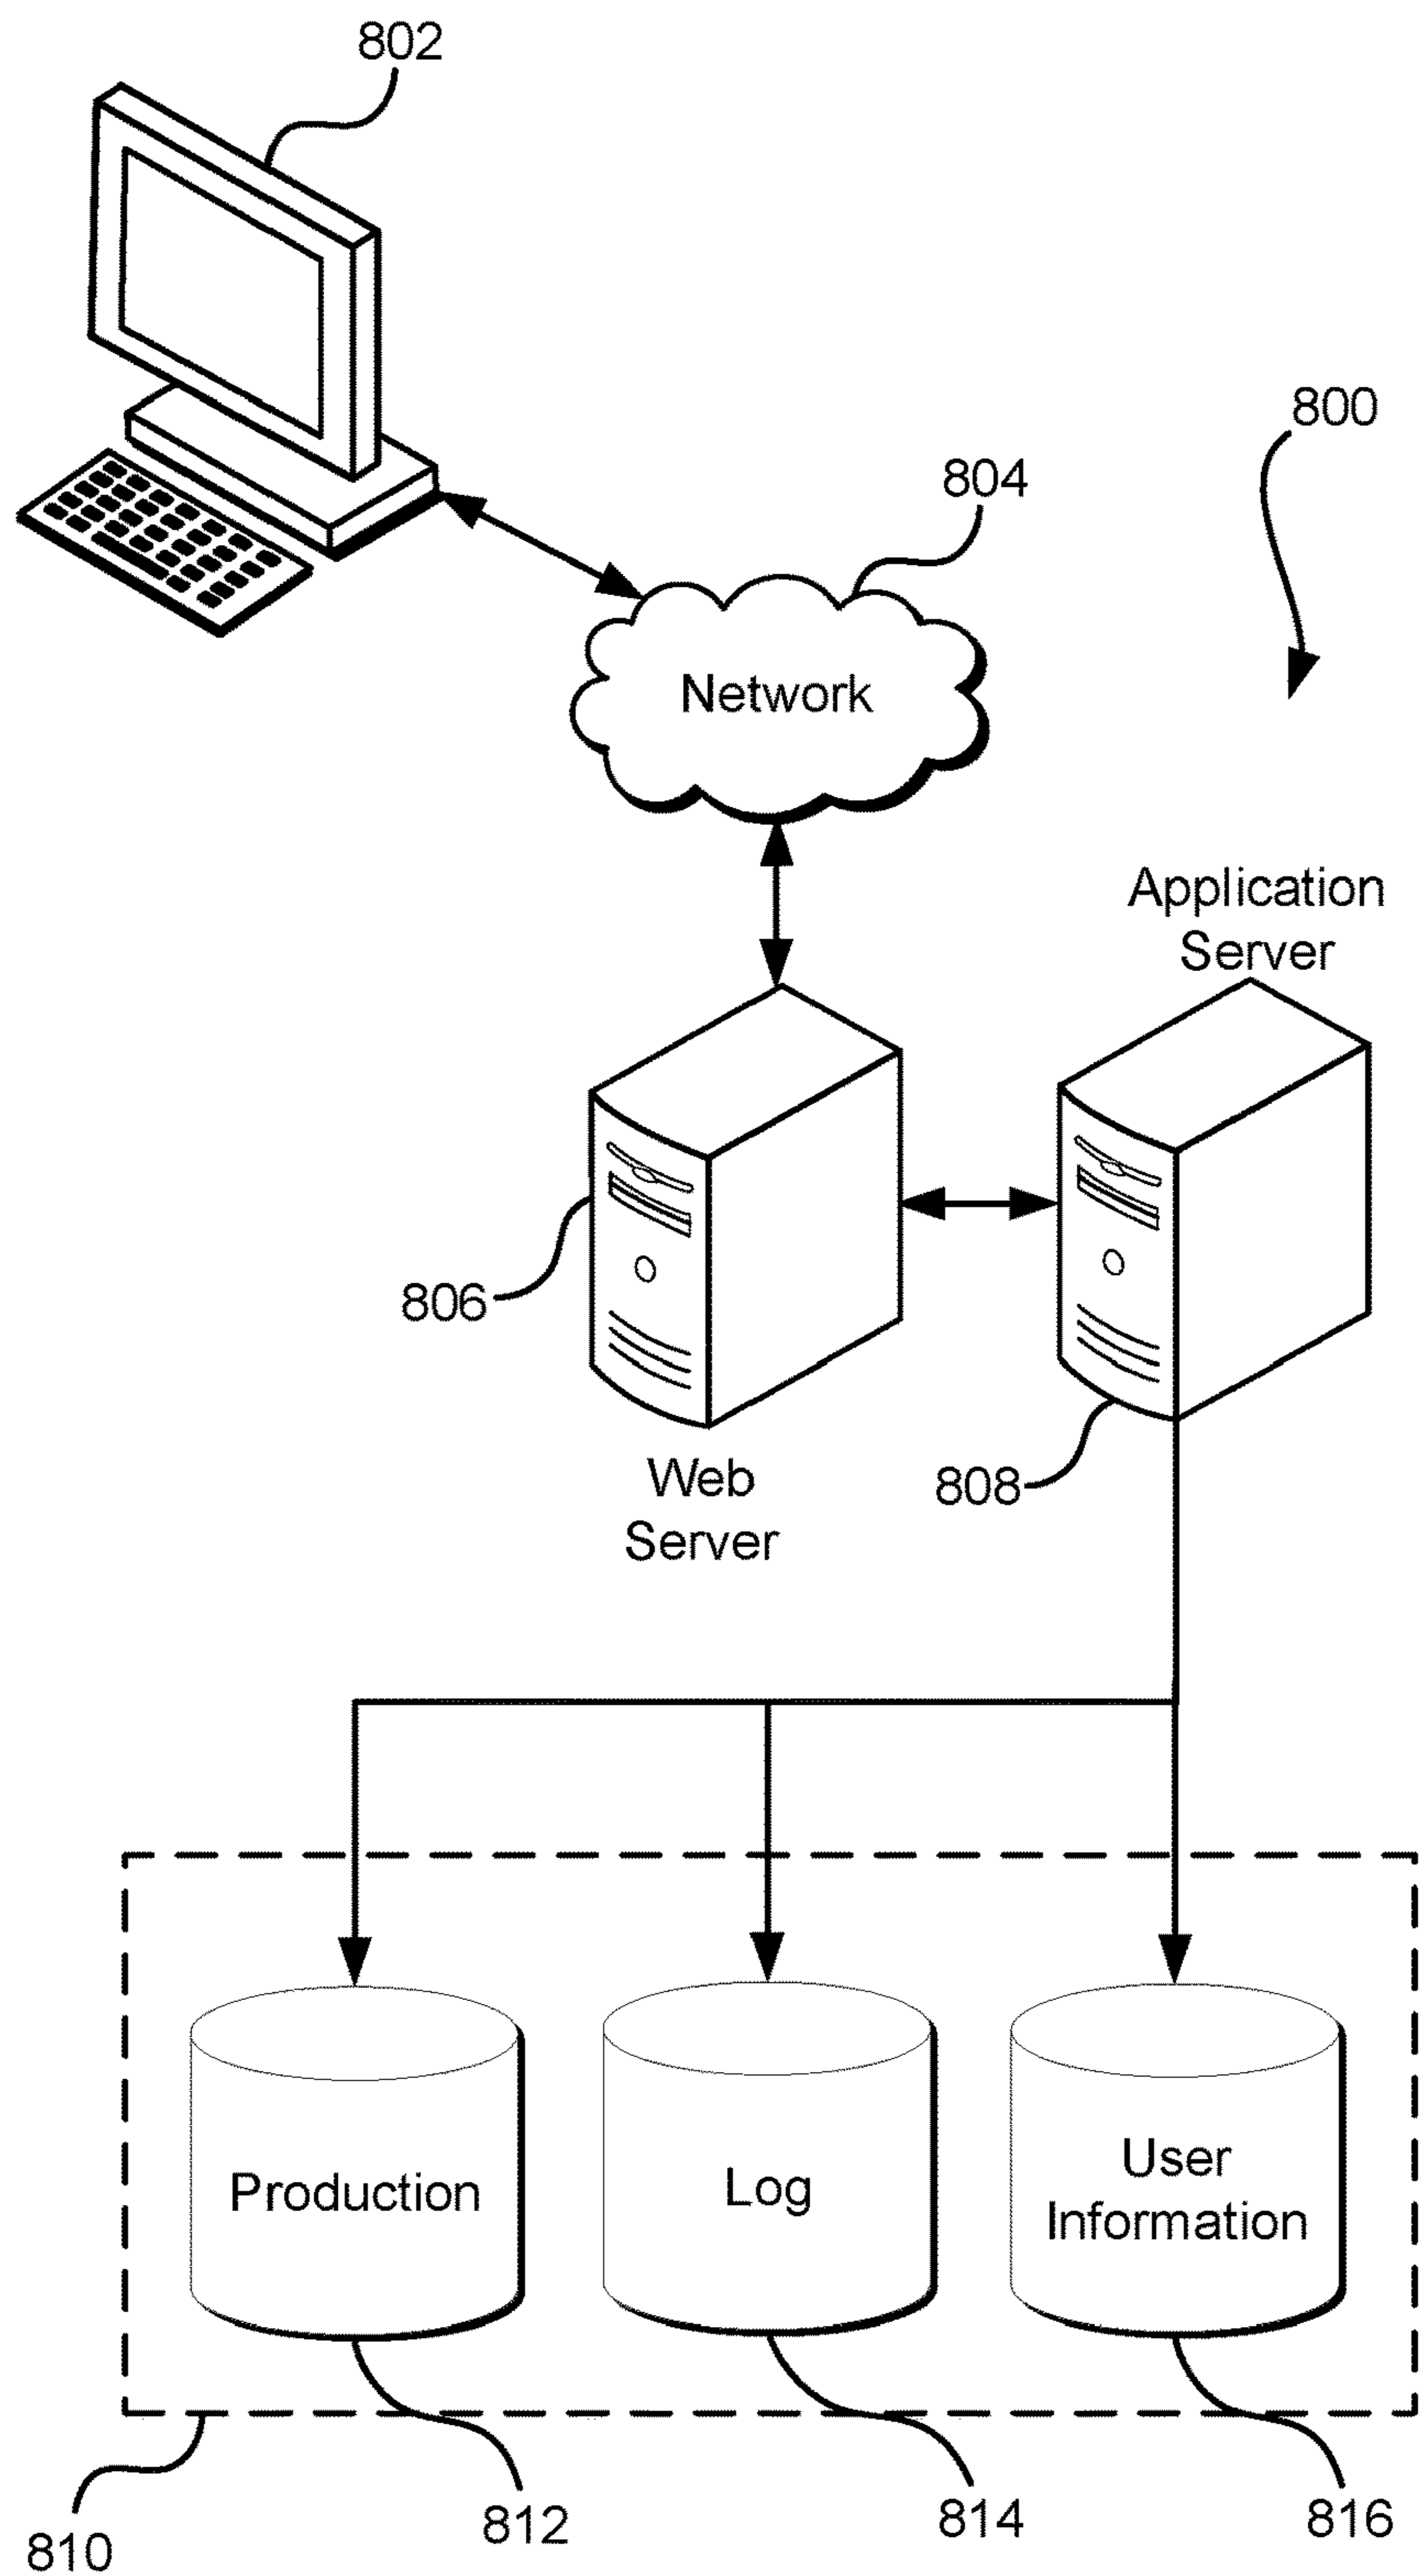 802
800
804
Network
Application
Server
806
Web
Server
808
Production
Log
User
Information
810
812
814
816